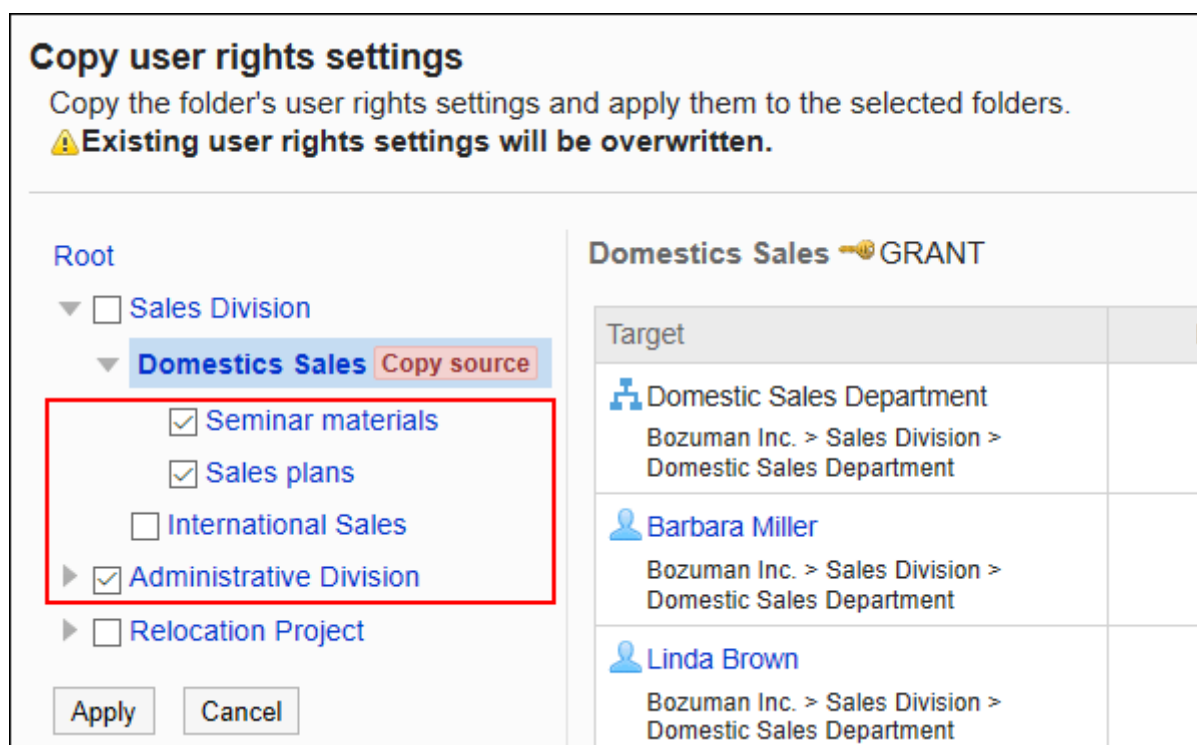 Copy user rights settings
Copy the folder's user rights settings and apply them to the selected folders.
Existing user rights settings will be overwritten.
Root
Sales Division
Domestics Sales Copy source
Seminar materials
Sales plans
International Sales
Administrative Division
Relocation Project
Apply Cancel
Domestics Sales GRANT
Target
Domestic Sales Department
Bozuman Inc. > Sales Division >
Domestic Sales Department
Barbara Miller
Bozuman Inc. > Sales Division >
Domestic Sales Department
Linda Brown
Bozuman Inc. > Sales Division >
Domestic Sales Department